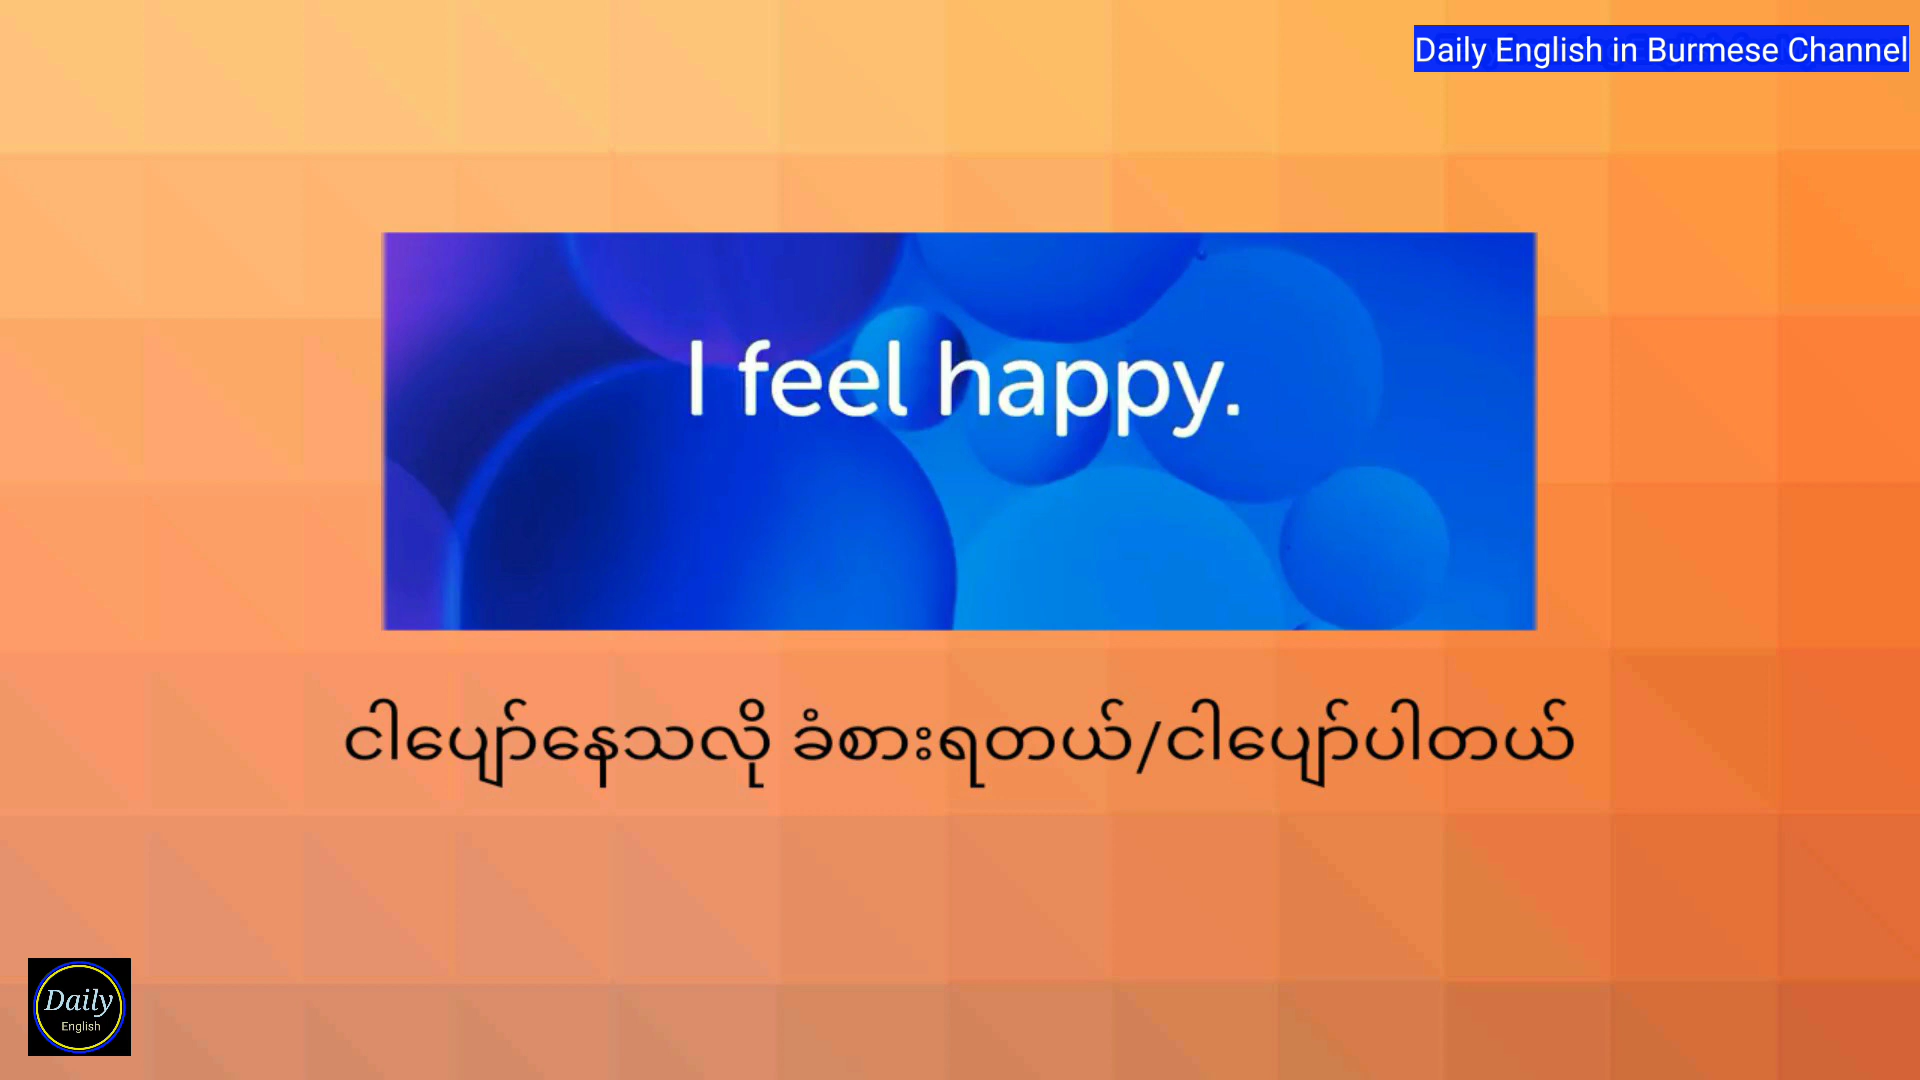 Daily English in Burmese Channel
I feel happy.
ငါပျော်နေသလို ခံစားရတယ်/ငါပျော်ပါတယ်
Daily
English